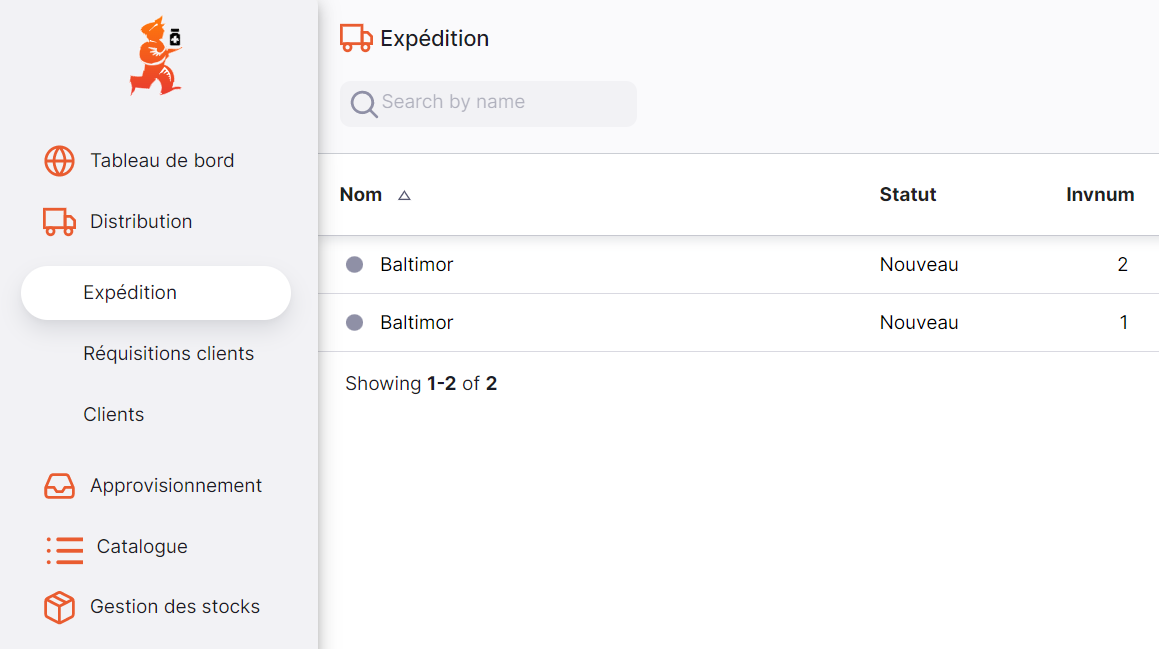 Tableau de bord
Distribution
Expédition
Réquisitions clients
Clients
Approvisionnement
Catalogue
Gestion des stocks
Expédition
Search by name
Nom Statut Invnum
Baltimor Nouveau 2
Baltimor Nouveau 1
Showing 1-2 of 2